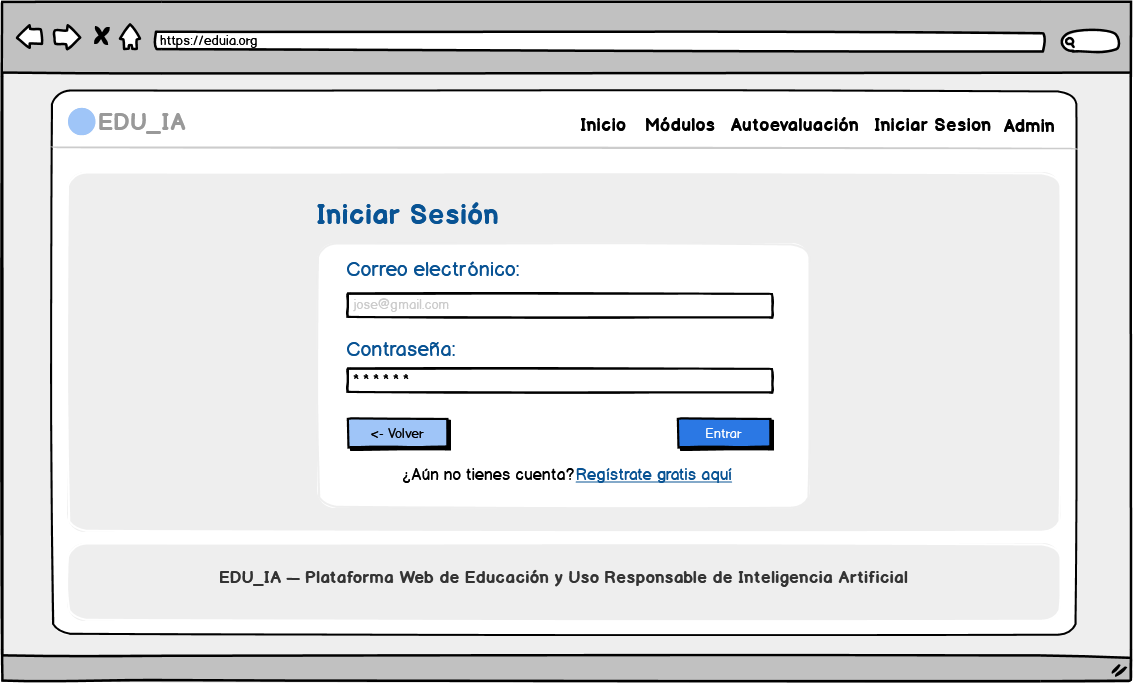 https://eduia.org
EDU_IA
Inicio Módulos Autoevaluación Iniciar Sesion Admin
Iniciar Sesión
Correo electrónico:
jose@gmail.com
Contraseña:
* * * * * *
<- Volver Entrar
¿Aún no tienes cuenta? Regístrate gratis aquí
EDU_IA — Plataforma Web de Educación y Uso Responsable de Inteligencia Artificial